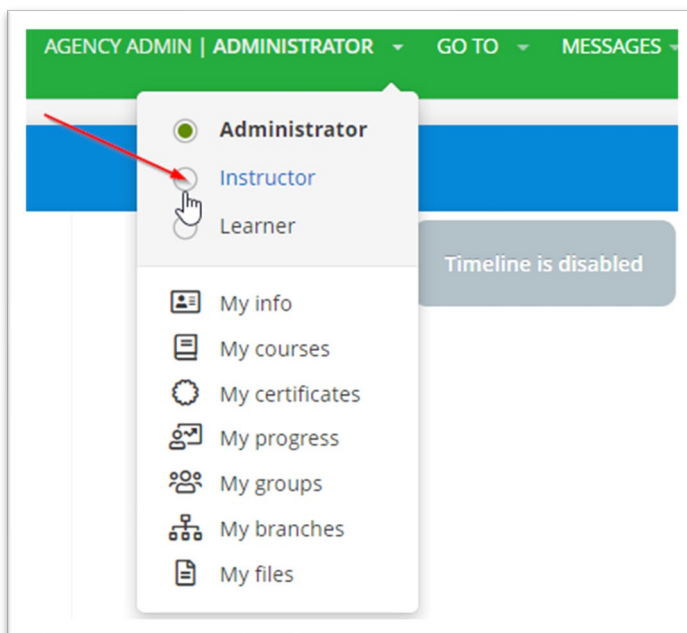 AGENCY ADMIN | ADMINISTRATOR GO TO MESSAGES
Administrator
Instructor
Learner
Timeline is disabled
My info
My courses
My certificates
My progress
My groups
My branches
My files